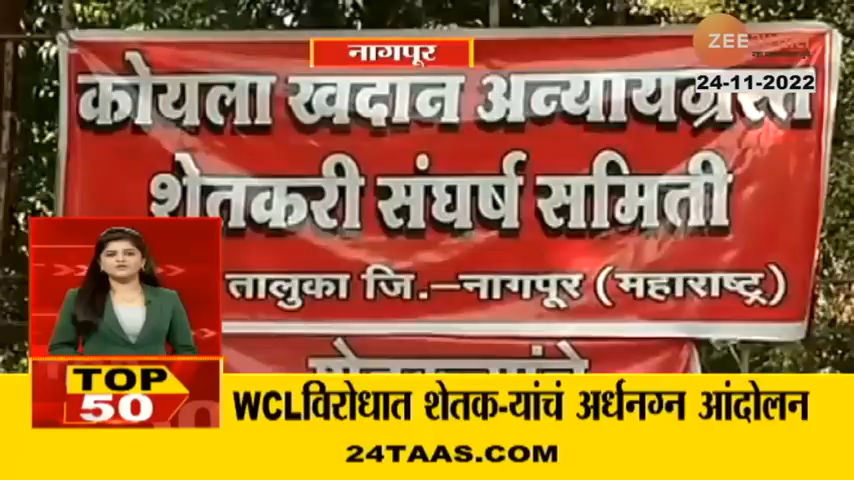 नागपूर
ZEE २४ तास
24-11-2022
कोयला खदान अन्यायग्रस्त
शेतकरी संघर्ष समिती
तालुका जि.–नागपूर (महाराष्ट्र)
TOP
50
WCLविरोधात शेतक-यांचं अर्धनग्न आंदोलन
24TAAS.COM